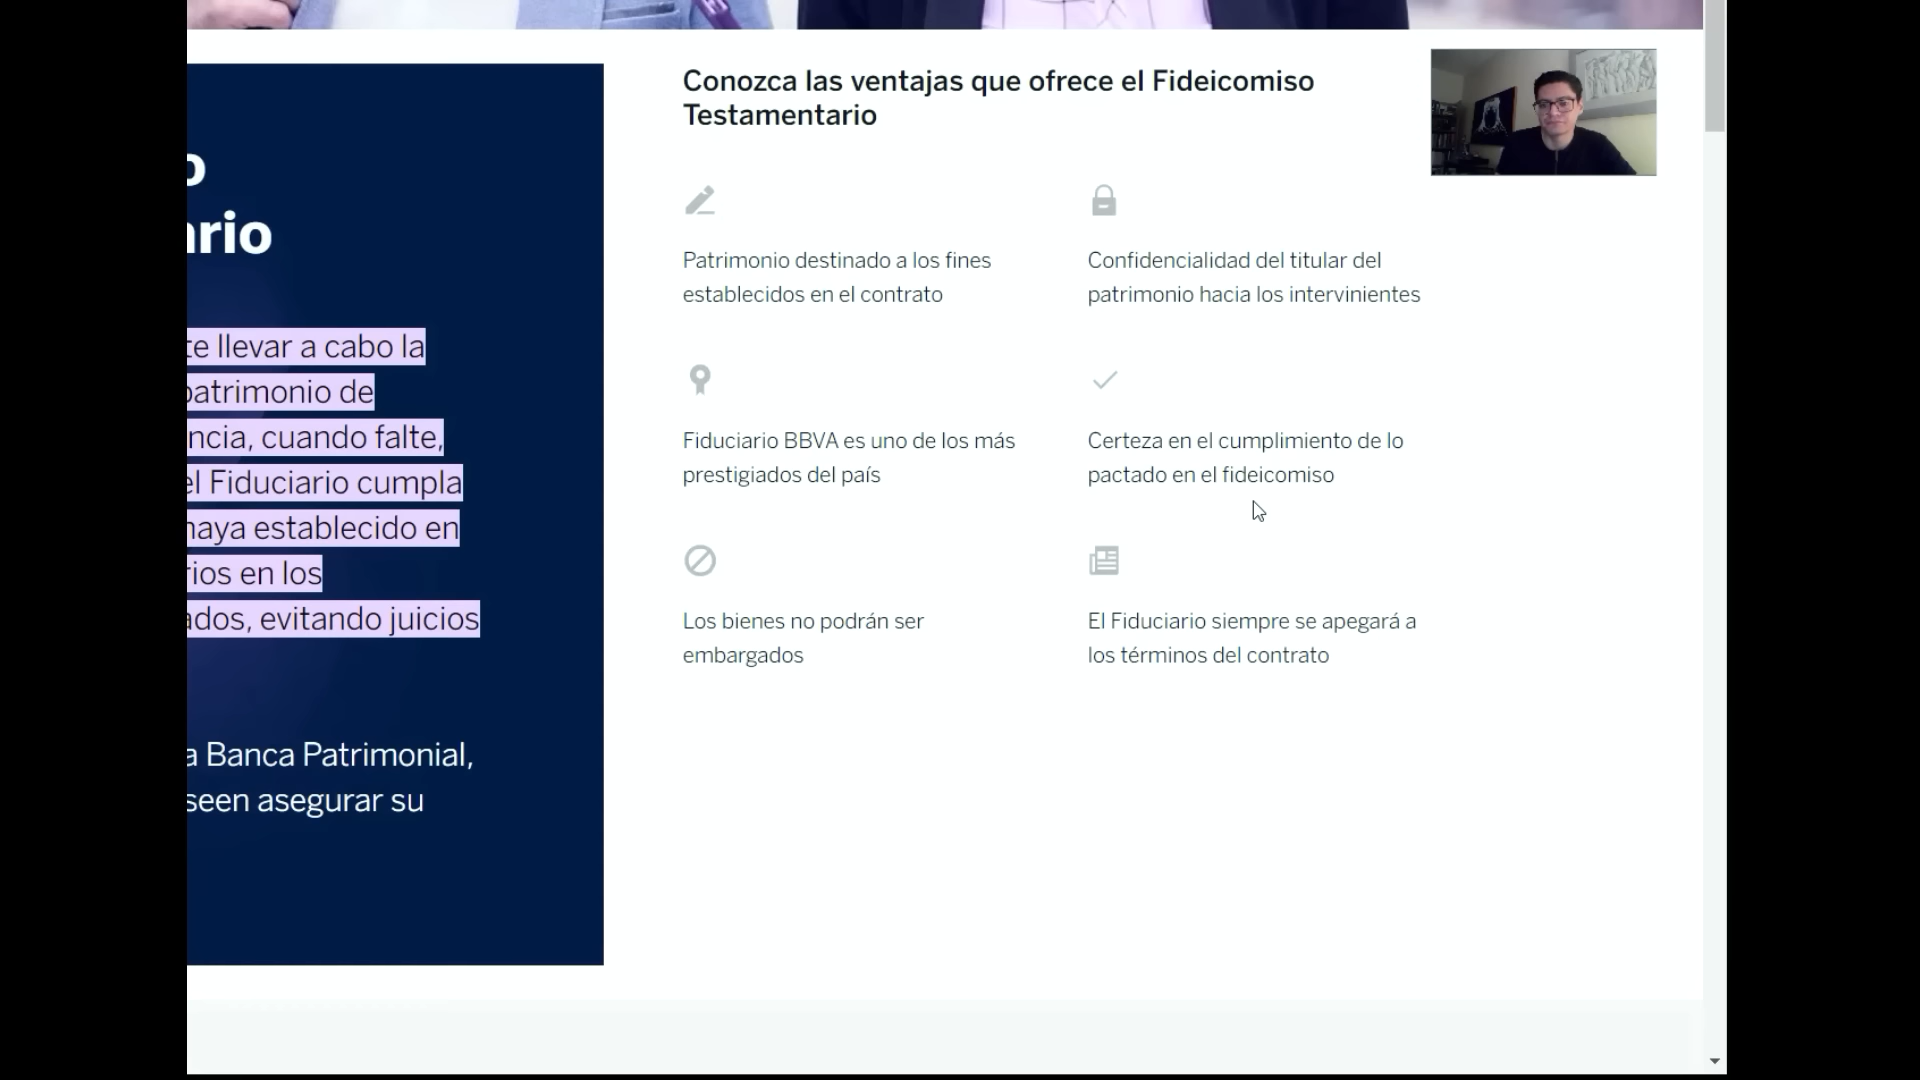 o
ario
te llevar a cabo la
patrimonio de
ncia, cuando falte,
el Fiduciario cumpla
haya establecido en
rios en los
ados, evitando juicios
a Banca Patrimonial,
seen asegurar su
Conozca las ventajas que ofrece el Fideicomiso
Testamentario
Patrimonio destinado a los fines
establecidos en el contrato
Confidencialidad del titular del
patrimonio hacia los intervinientes
Fiduciario BBVA es uno de los más
prestigiados del país
Certeza en el cumplimiento de lo
pactado en el fideicomiso
Los bienes no podrán ser
embargados
El Fiduciario siempre se apegará a
los términos del contrato